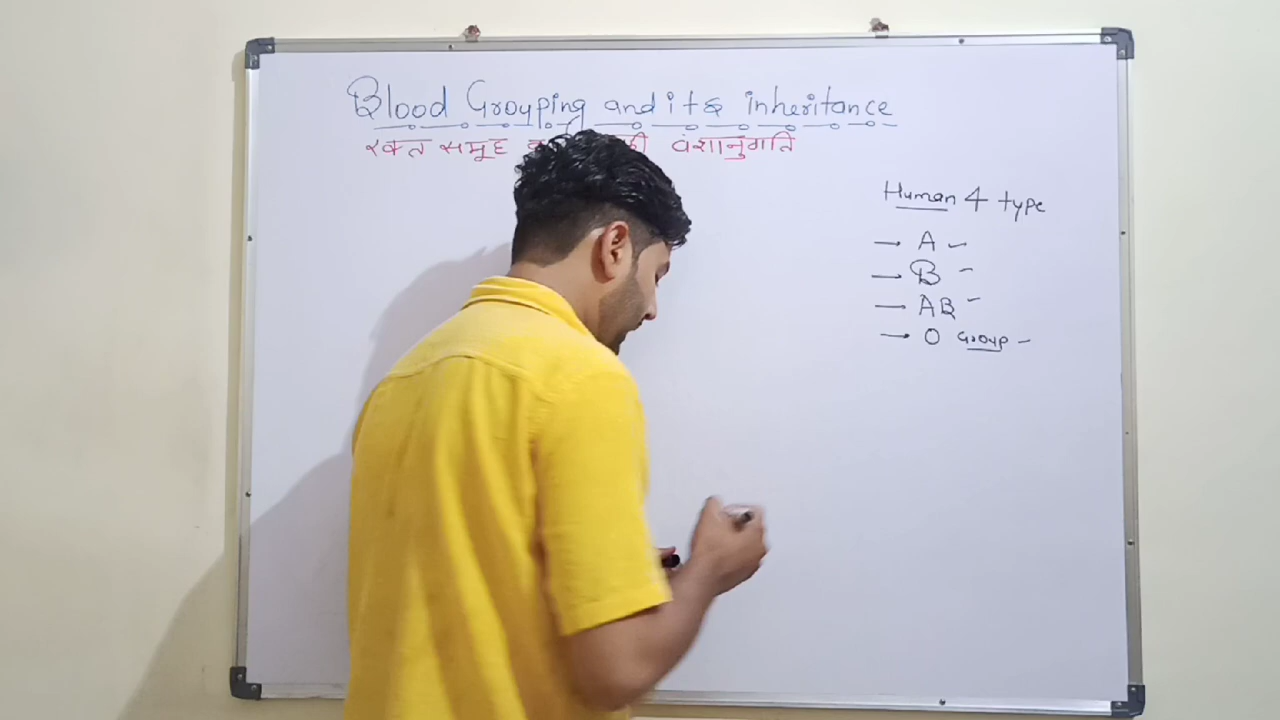 Blood Grouping and its inheritance
रक्त समूह की वंशानुगति
Human 4 type
→ A -
→ B -
→ AB -
→ O Group -